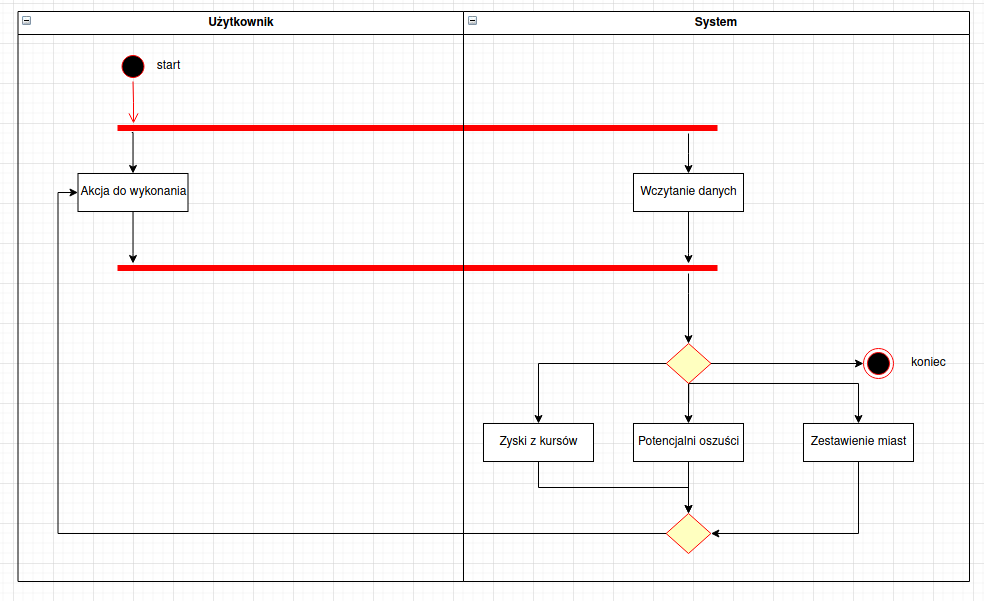 Użytkownik
System
start
Akcja do wykonania
Wczytanie danych
koniec
Zyski z kursów
Potencjalni oszuści
Zestawienie miast